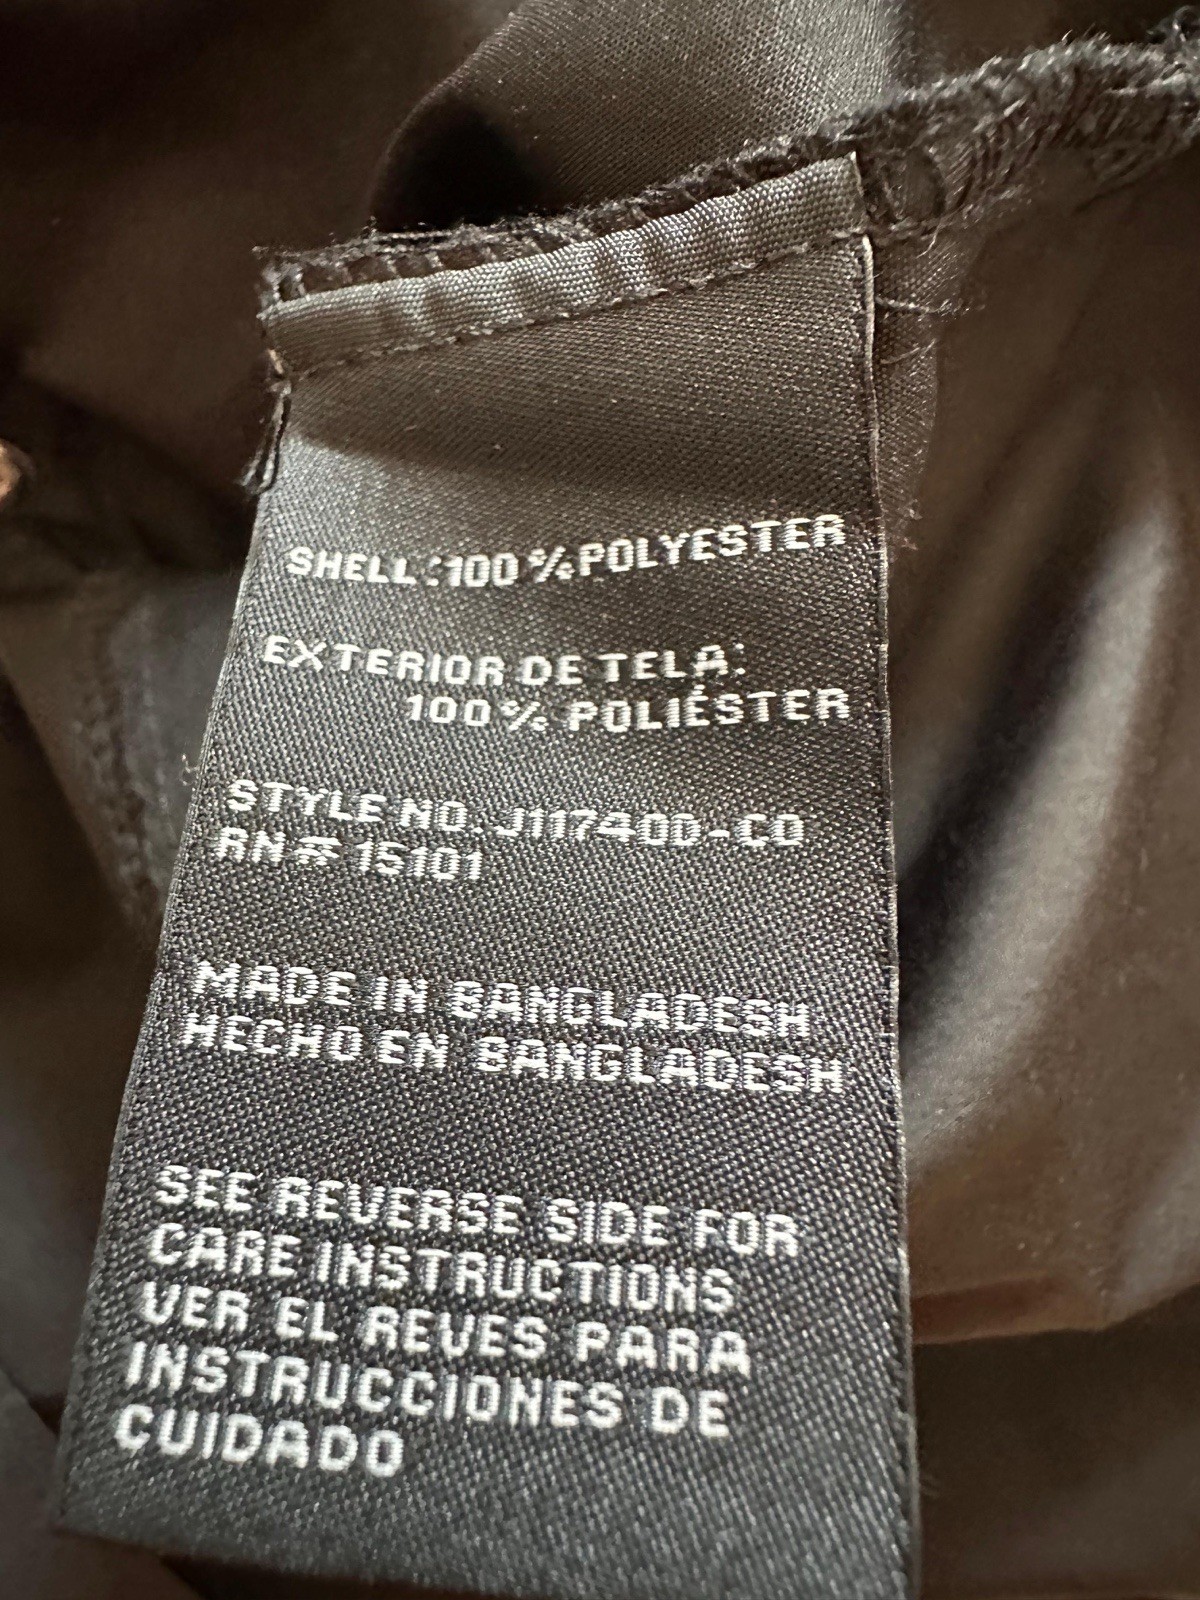 SHELL:100%POLYESTER
EXTERIOR DE TELA:
100% POLIÉSTER
STYLE NO. J11740D-CO
RN# 15101
MADE IN BANGLADESH
HECHO EN BANGLADESH
SEE REVERSE SIDE FOR
CARE INSTRUCTIONS
VER EL REVES PARA
INSTRUCCIONES DE
CUIDADO